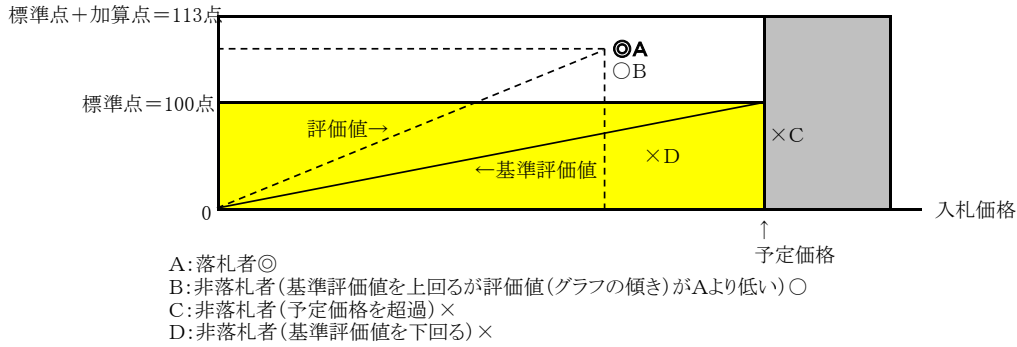 標準点＋加算点＝113点
◎A
○B
標準点＝100点
評価値→
×C
×D
←基準評価値
0
入札価格
↑
予定価格
A：落札者◎
B：非落札者（基準評価値を上回るが評価値（グラフの傾き）がAより低い）○
C：非落札者（予定価格を超過）×
D：非落札者（基準評価値を下回る）×